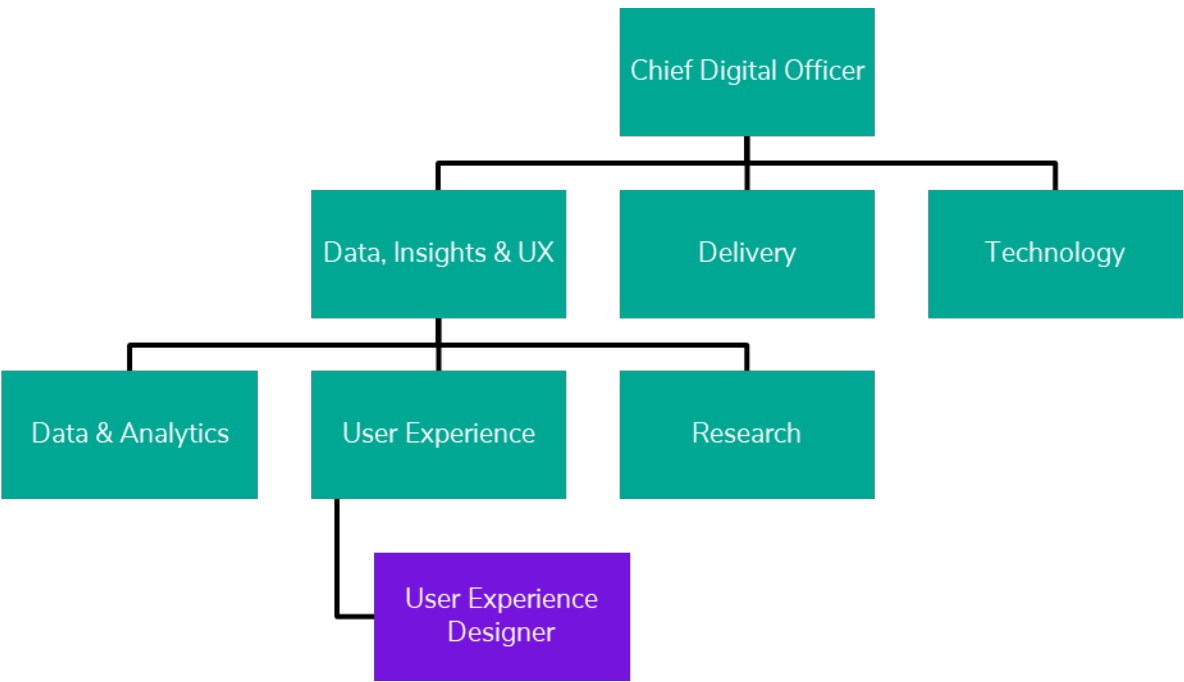 Chief Digital Officer
Data, Insights & UX
Delivery
Technology
Data & Analytics
User Experience
Research
User Experience
Designer